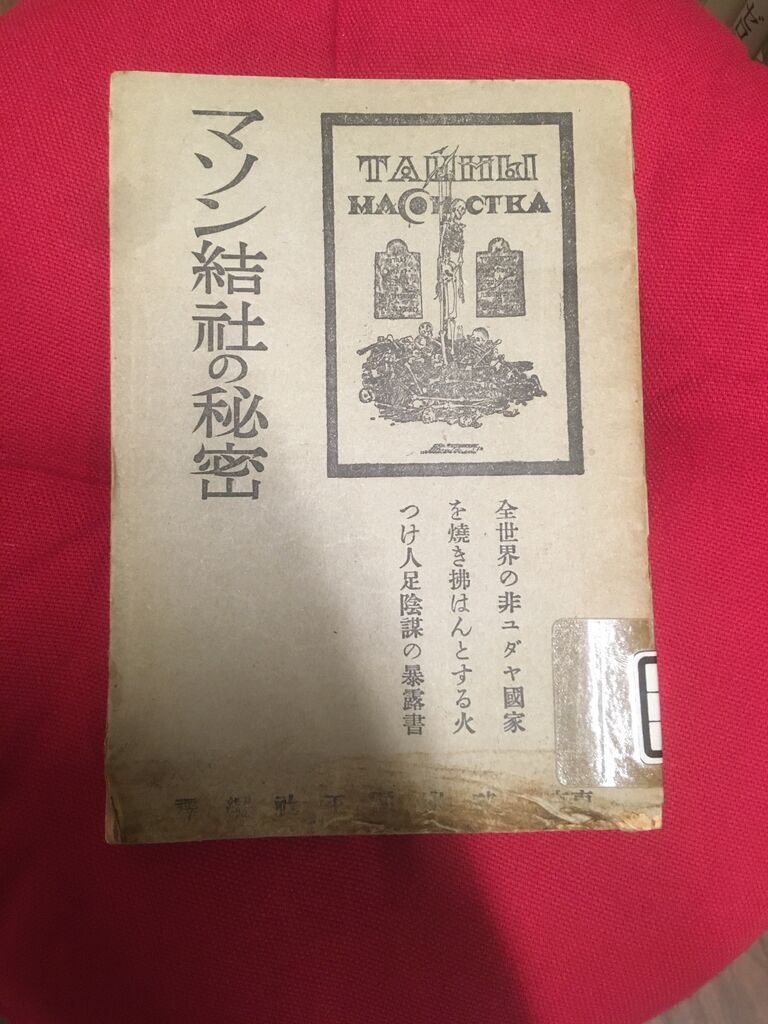 マソン結社の秘密
ТАЙНЫ
МАСОНСТВА
全世界の非ユダヤ國家
を燒き拂はんとする火
つけ人足陰謀の暴露書